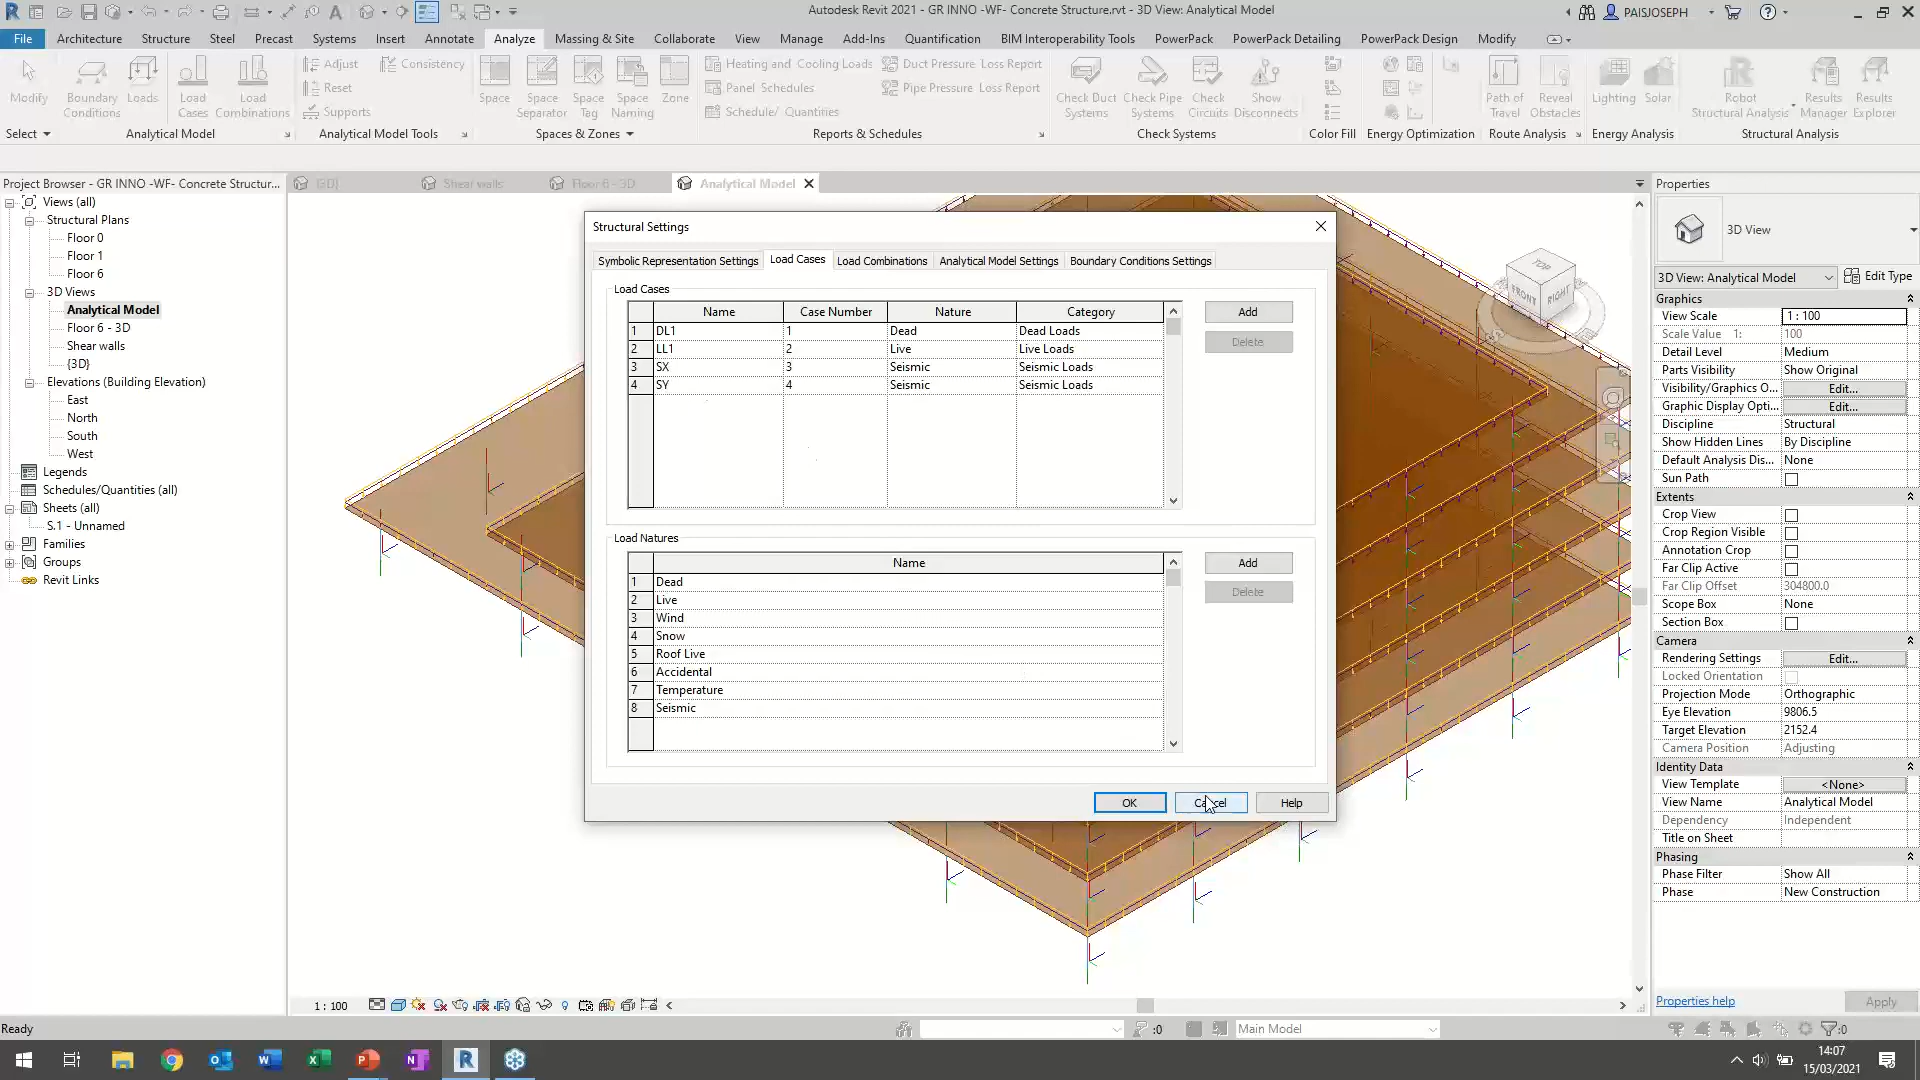 Autodesk Revit 2021 - GR INNO -WF- Concrete Structure.rvt - 3D View: Analytical Model
PAISJOSEPH
File Architecture Structure Steel Precast Systems Insert Annotate Analyze Massing & Site Collaborate View Manage Add-Ins Quantification BIM Interoperability Tools PowerPack PowerPack Detailing PowerPack Design Modify
Modify
Boundary Conditions
Loads
Load Cases
Load Combinations
Adjust
Reset
Supports
Consistency
Space
Space Separator
Space Tag
Space Naming
Zone
Heating and Cooling Loads
Panel Schedules
Schedule/ Quantities
Duct Pressure Loss Report
Pipe Pressure Loss Report
Check Duct Systems
Check Pipe Systems
Check Circuits
Show Disconnects
Path of Travel
Reveal Obstacles
Lighting
Solar
Robot Structural Analysis
Results Manager
Results Explorer
Select Analytical Model Analytical Model Tools Spaces & Zones Reports & Schedules Check Systems Color Fill Energy Optimization Route Analysis Energy Analysis Structural Analysis
Project Browser - GR INNO -WF- Concrete Structur...
Views (all)
Structural Plans
Floor 0
Floor 1
Floor 6
3D Views
Analytical Model
Floor 6 - 3D
Shear walls
{3D}
Elevations (Building Elevation)
East
North
South
West
Legends
Schedules/Quantities (all)
Sheets (all)
S.1 - Unnamed
Families
Groups
Revit Links
{3D} Shear walls Floor 6 - 3D Analytical Model
TOP
FRONT
RIGHT
Structural Settings
Symbolic Representation Settings Load Cases Load Combinations Analytical Model Settings Boundary Conditions Settings
Load Cases
Name Case Number Nature Category
1 DL1 1 Dead Dead Loads
2 LL1 2 Live Live Loads
3 SX 3 Seismic Seismic Loads
4 SY 4 Seismic Seismic Loads
Add
Delete
Load Natures
Name
1 Dead
2 Live
3 Wind
4 Snow
5 Roof Live
6 Accidental
7 Temperature
8 Seismic
Add
Delete
OK Cancel Help
Properties
3D View
3D View: Analytical Model Edit Type
Graphics
View Scale 1 : 100
Scale Value 1: 100
Detail Level Medium
Parts Visibility Show Original
Visibility/Graphics O... Edit...
Graphic Display Opti... Edit...
Discipline Structural
Show Hidden Lines By Discipline
Default Analysis Dis... None
Sun Path
Extents
Crop View
Crop Region Visible
Annotation Crop
Far Clip Active
Far Clip Offset 304800.0
Scope Box None
Section Box
Camera
Rendering Settings Edit...
Locked Orientation
Projection Mode Orthographic
Eye Elevation 9806.5
Target Elevation 2152.4
Camera Position Adjusting
Identity Data
View Template <None>
View Name Analytical Model
Dependency Independent
Title on Sheet
Phasing
Phase Filter Show All
Phase New Construction
Properties help Apply
1 : 100
Ready
:0
Main Model
:0
14:07
15/03/2021